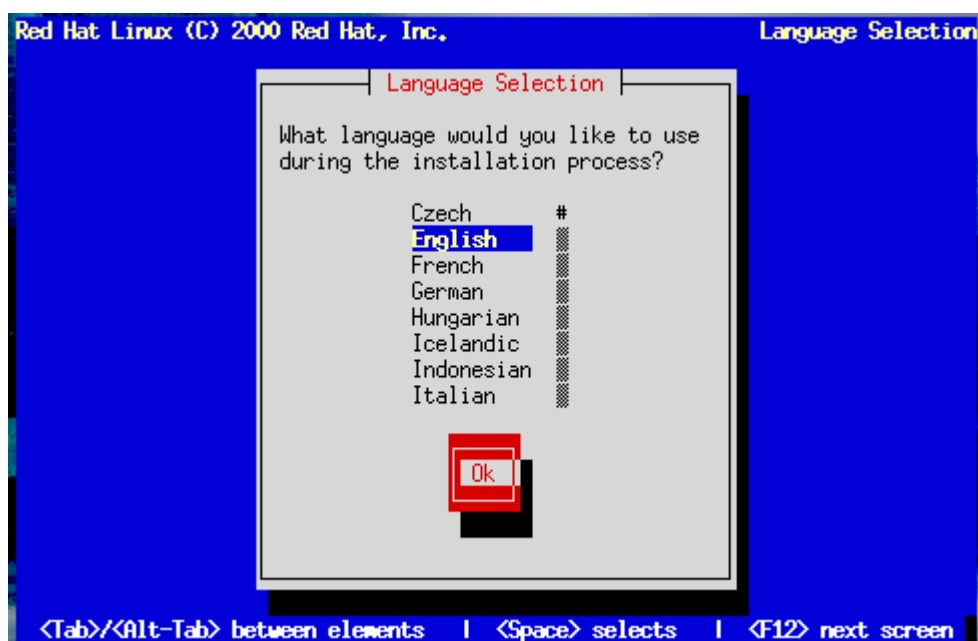 Red Hat Linux (C) 2000 Red Hat, Inc. Language Selection
Language Selection
What language would you like to use
during the installation process?
Czech #
English
French
German
Hungarian
Icelandic
Indonesian
Italian
Ok
<Tab>/<Alt-Tab> between elements | <Space> selects | <F12> next screen